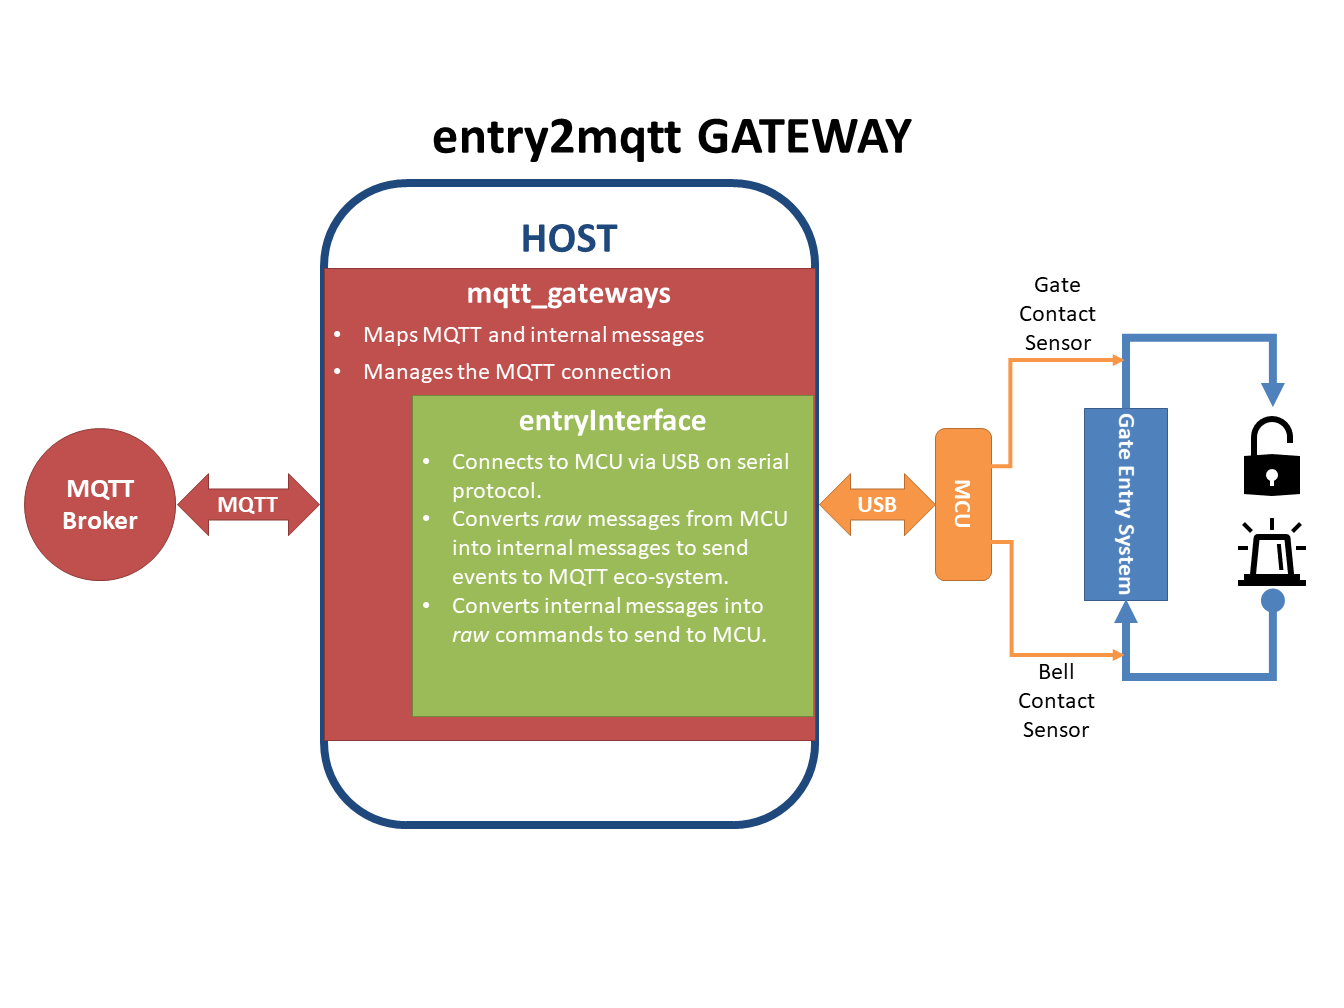 entry2mqtt GATEWAY
HOST
mqtt_gateways
• Maps MQTT and internal messages
• Manages the MQTT connection
entryInterface
• Connects to MCU via USB on serial
protocol.
• Converts raw messages from MCU
into internal messages to send
events to MQTT eco-system.
• Converts internal messages into
raw commands to send to MCU.
MQTT
Broker
MQTT
USB
MCU
Gate
Contact
Sensor
Gate Entry System
Bell
Contact
Sensor